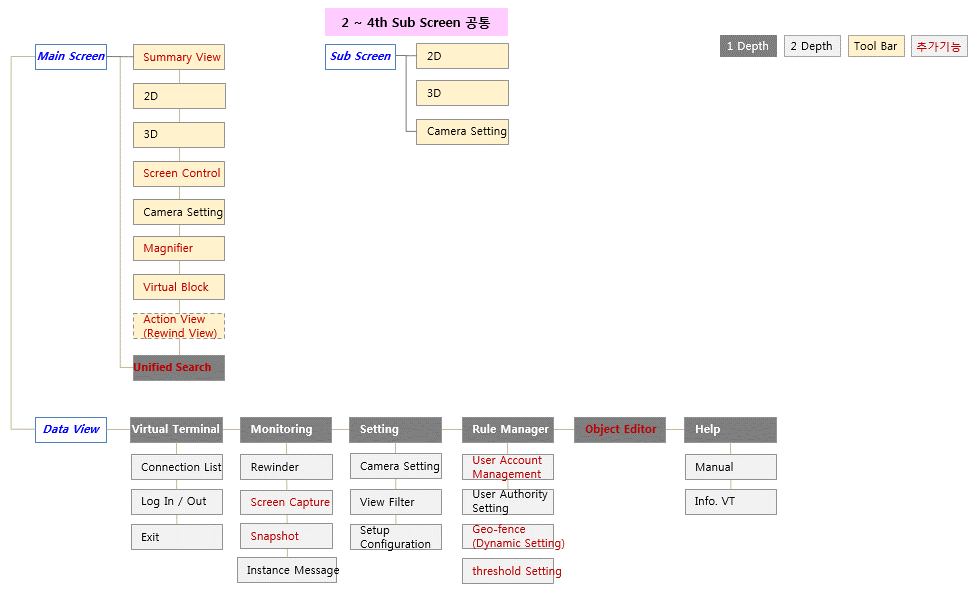 2 ~ 4th Sub Screen 공통
1 Depth
2 Depth
Tool Bar
추가기능
Main Screen
Summary View
2D
3D
Screen Control
Camera Setting
Magnifier
Virtual Block
Action View
(Rewind View)
Unified Search
Sub Screen
2D
3D
Camera Setting
Data View
Virtual Terminal
Connection List
Log In / Out
Exit
Monitoring
Rewinder
Screen Capture
Snapshot
Instance Message
Setting
Camera Setting
View Filter
Setup
Configuration
Rule Manager
User Account
Management
User Authority
Setting
Geo-fence
(Dynamic Setting)
threshold Setting
Object Editor
Help
Manual
Info. VT